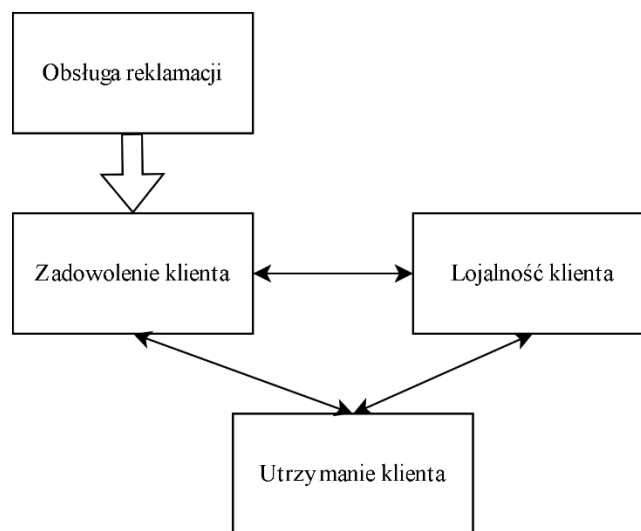 Obsługa reklamacji
Zadowolenie klienta
Lojalność klienta
Utrzymanie klienta